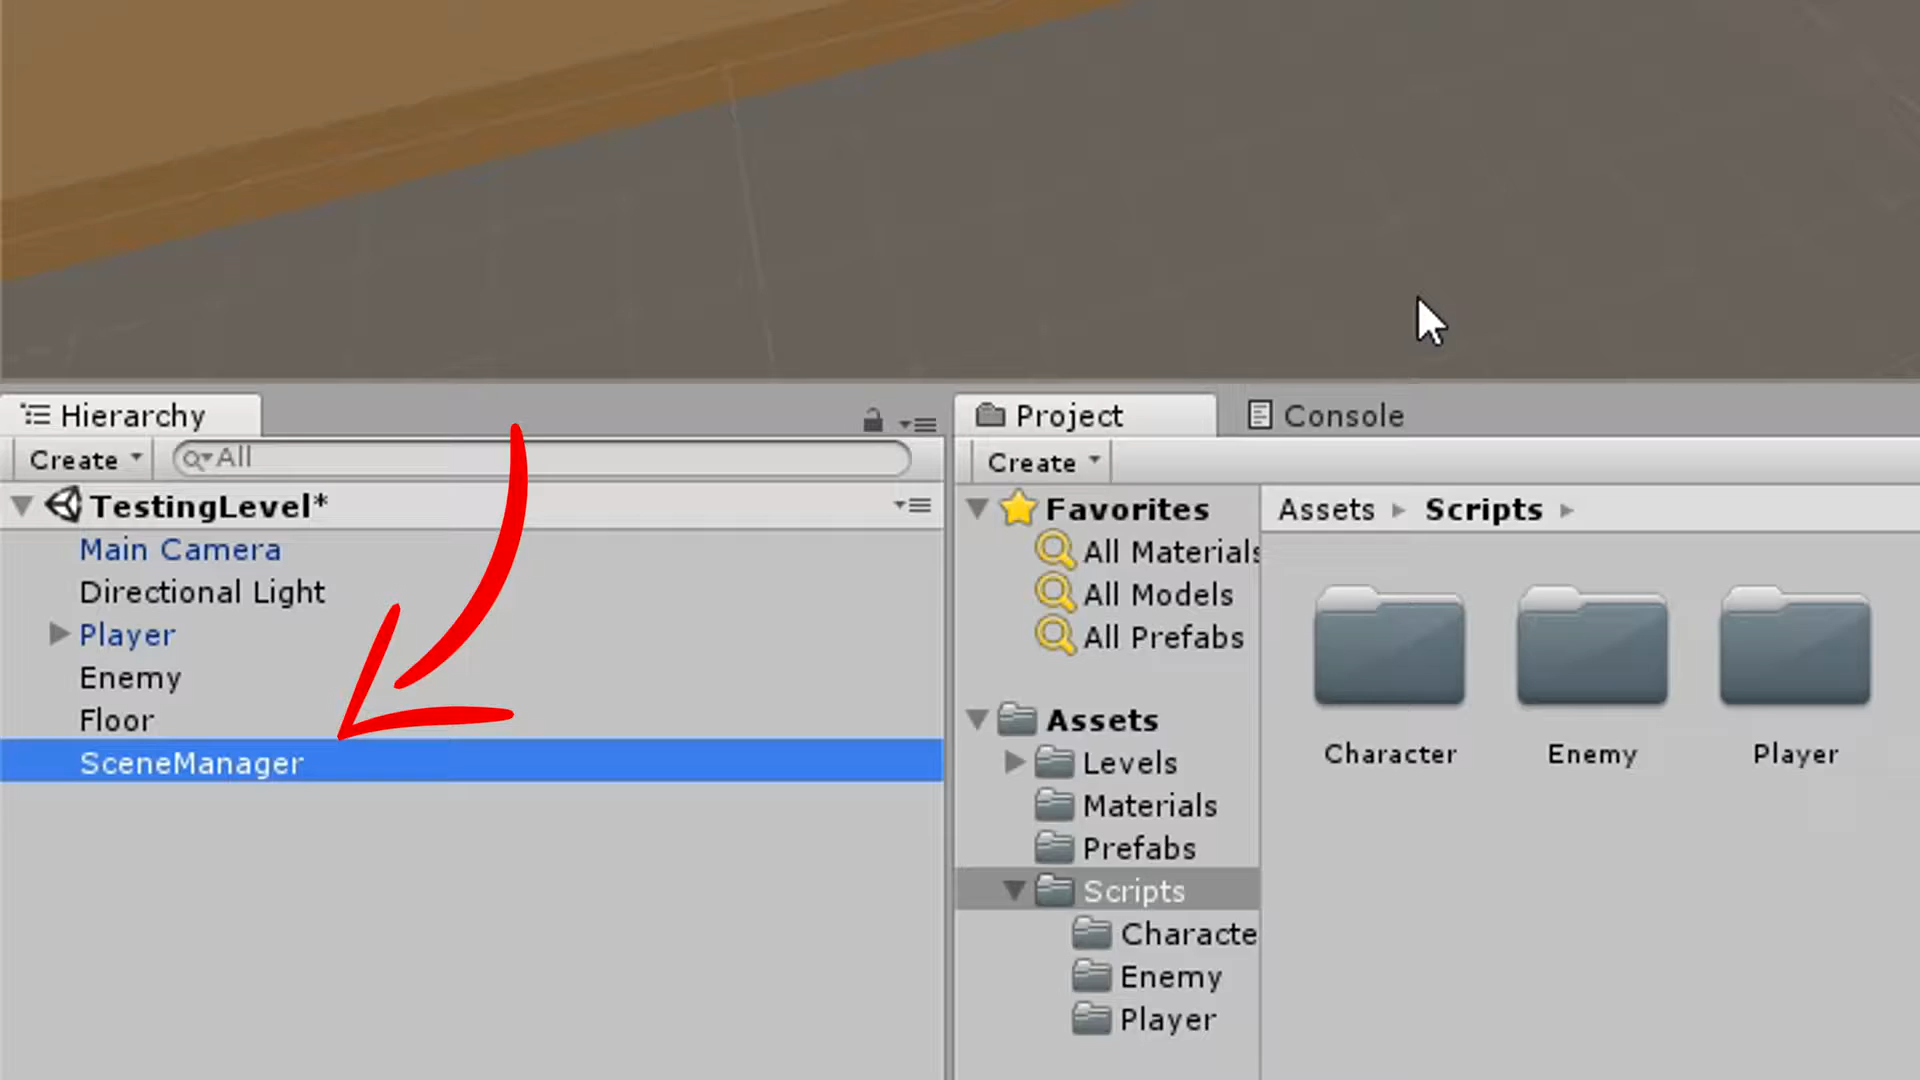 Hierarchy
Create
All
TestingLevel*
Main Camera
Directional Light
Player
Enemy
Floor
SceneManager
Project
Console
Create
Favorites
All Materials
All Models
All Prefabs
Assets
Levels
Materials
Prefabs
Scripts
Characte
Enemy
Player
Assets
Scripts
Character
Enemy
Player